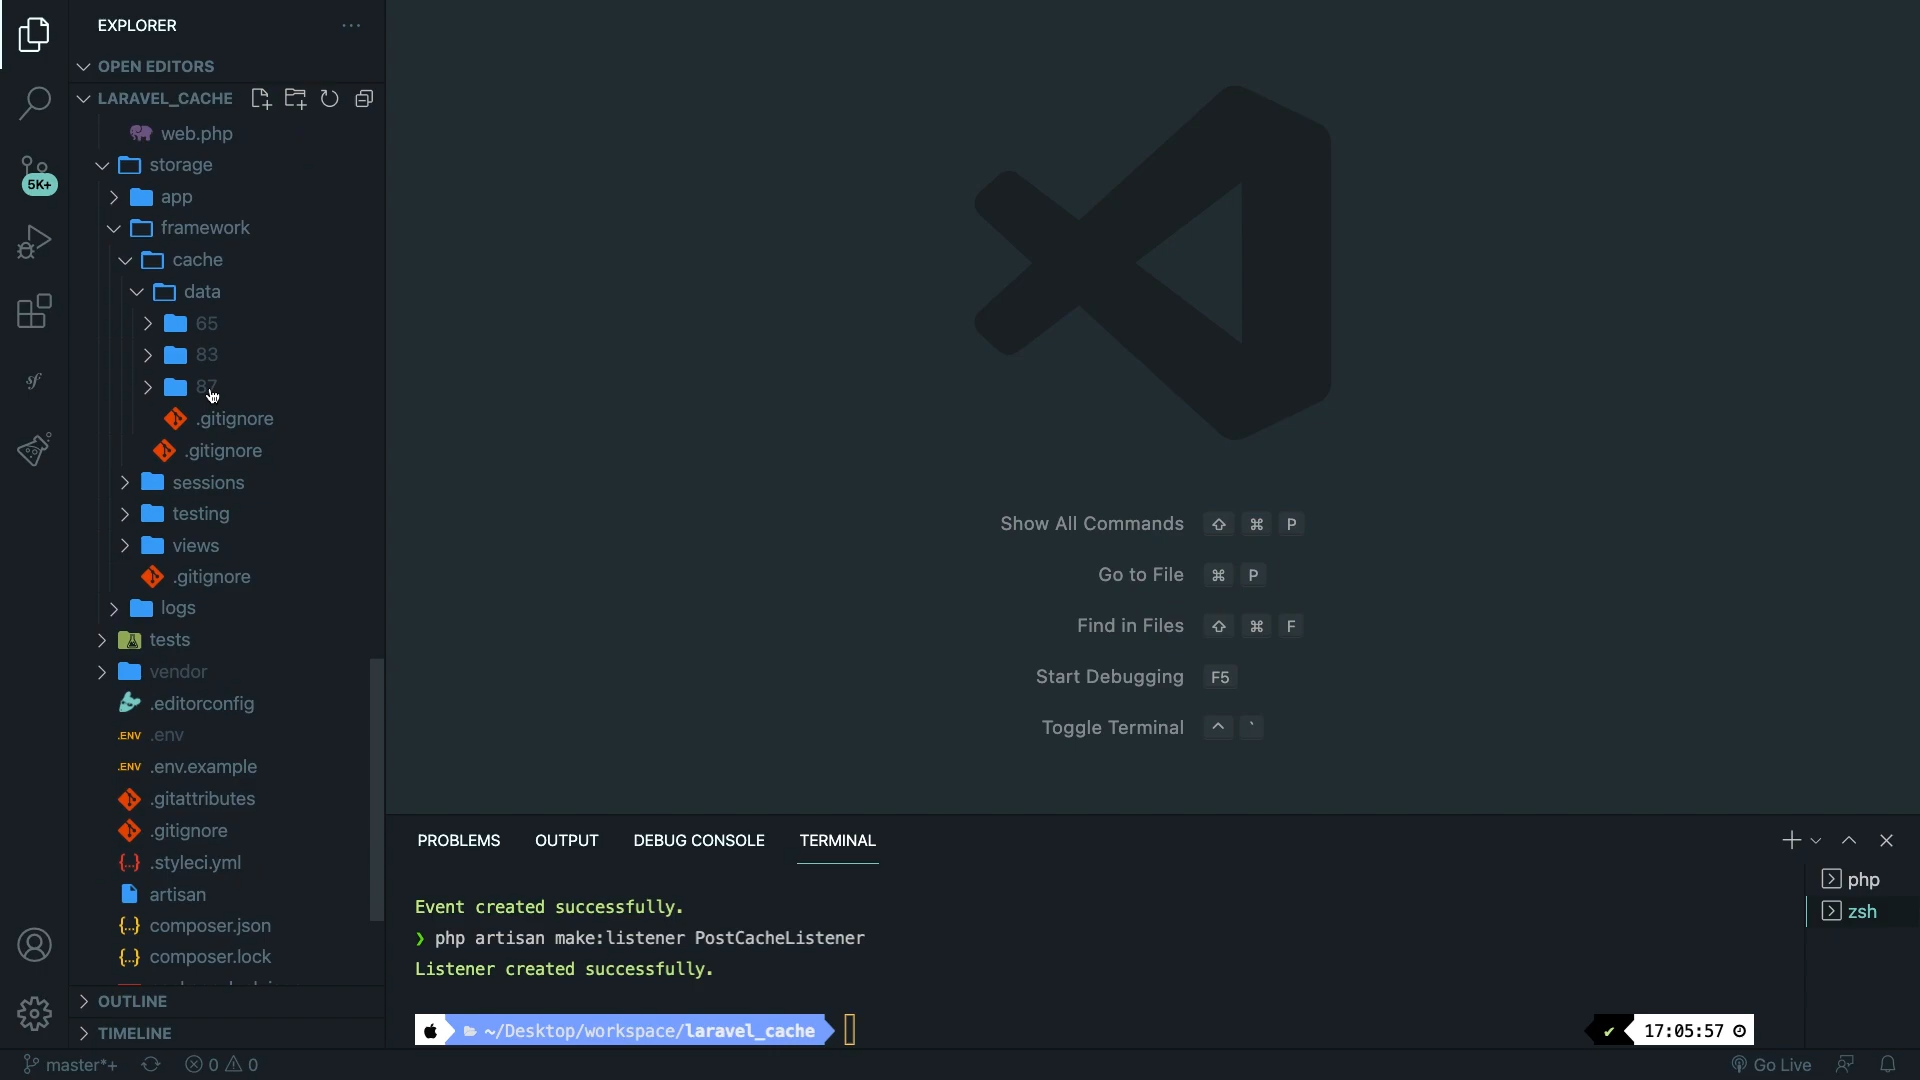 EXPLORER
OPEN EDITORS
LARAVEL_CACHE
web.php
storage
app
framework
cache
data
65
83
87
.gitignore
.gitignore
sessions
testing
views
.gitignore
logs
tests
vendor
.editorconfig
.ENV .env
.ENV .env.example
.gitattributes
.gitignore
{..} .styleci.yml
artisan
{..} composer.json
{..} composer.lock
OUTLINE
TIMELINE
5K+
sf
Show All Commands ⇧ ⌘ P
Go to File ⌘ P
Find in Files ⇧ ⌘ F
Start Debugging F5
Toggle Terminal ^ `
PROBLEMS OUTPUT DEBUG CONSOLE TERMINAL
Event created successfully.
❯ php artisan make:listener PostCacheListener
Listener created successfully.
~/Desktop/workspace/laravel_cache
✔ 17:05:57
php
zsh
master*+ 0 0
Go Live